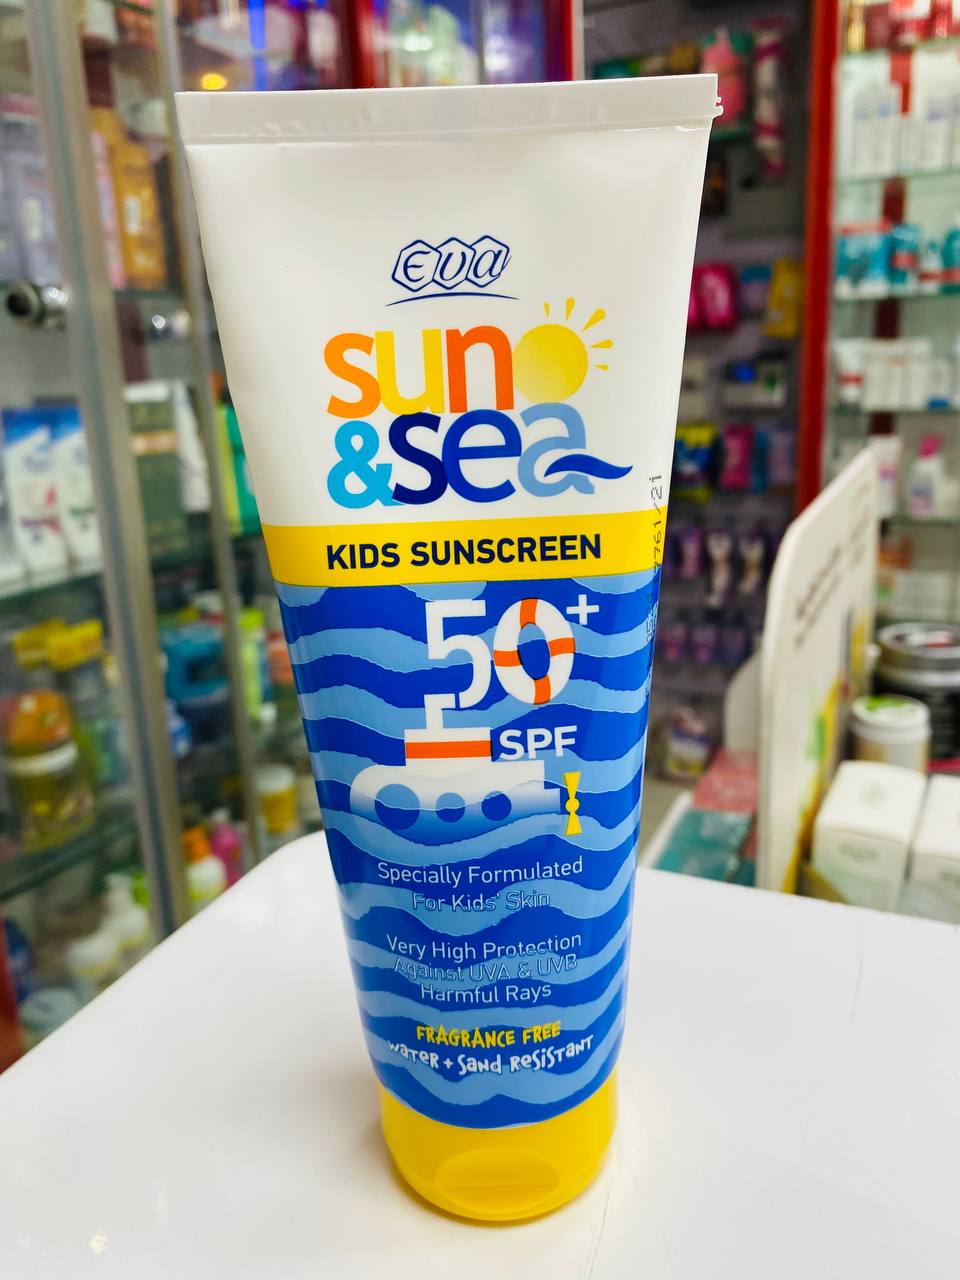 eva
sun
&sea
KIDS SUNSCREEN
50+
SPF
Specially Formulated
For Kids' Skin
Very High Protection
Against UVA & UVB
Harmful Rays
FRAGRANCE FREE
WATER + SAND RESISTANT